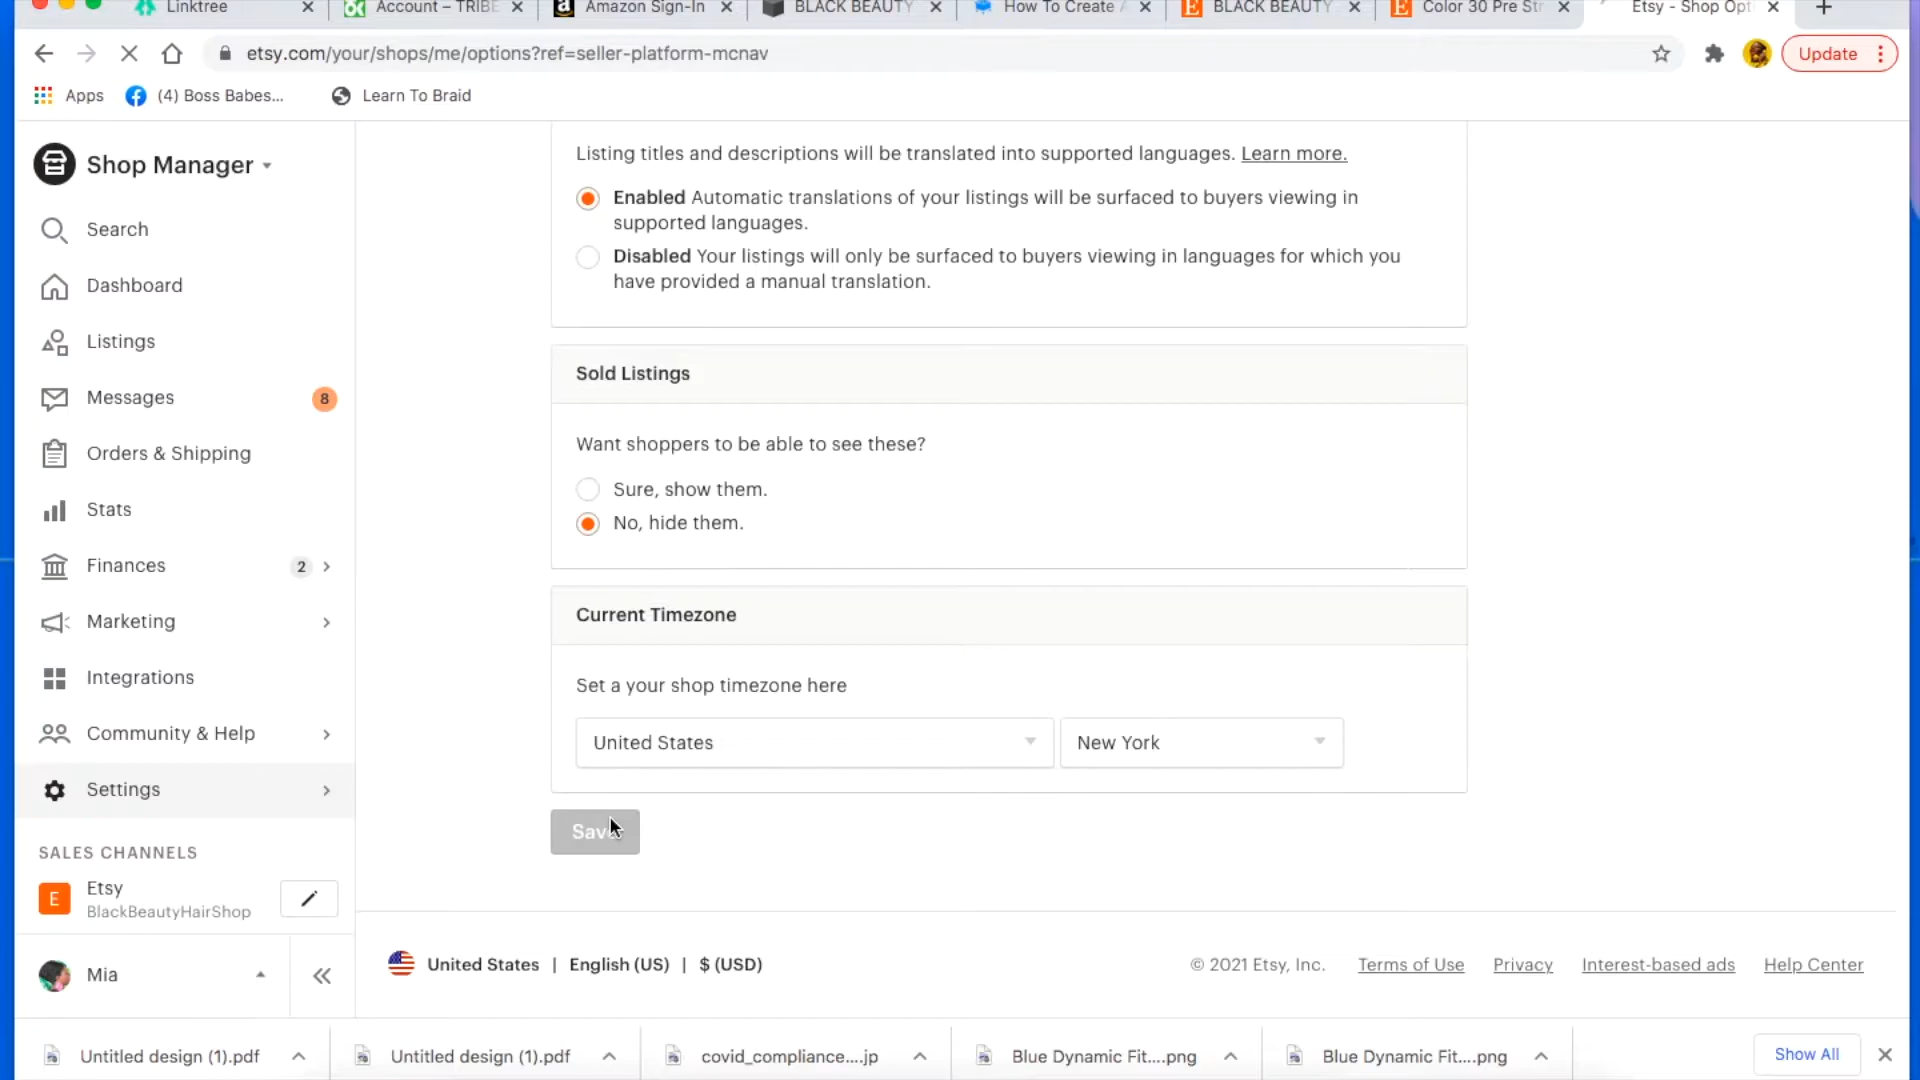 Linktree
Account – TRIBE
Amazon Sign-In
BLACK BEAUTY
How To Create A
BLACK BEAUTY
Color 30 Pre Str
Etsy - Shop Opti
etsy.com/your/shops/me/options?ref=seller-platform-mcnav
Update
Apps
(4) Boss Babes...
Learn To Braid
Shop Manager
Search
Dashboard
Listings
Messages 8
Orders & Shipping
Stats
Finances 2
Marketing
Integrations
Community & Help
Settings
SALES CHANNELS
E
Etsy
BlackBeautyHairShop
Mia
Listing titles and descriptions will be translated into supported languages. Learn more.
Enabled Automatic translations of your listings will be surfaced to buyers viewing in
supported languages.
Disabled Your listings will only be surfaced to buyers viewing in languages for which you
have provided a manual translation.
Sold Listings
Want shoppers to be able to see these?
Sure, show them.
No, hide them.
Current Timezone
Set a your shop timezone here
United States
New York
Save
United States | English (US) | $ (USD)
© 2021 Etsy, Inc.
Terms of Use
Privacy
Interest-based ads
Help Center
Untitled design (1).pdf
Untitled design (1).pdf
covid_compliance....jp
Blue Dynamic Fit....png
Blue Dynamic Fit....png
Show All